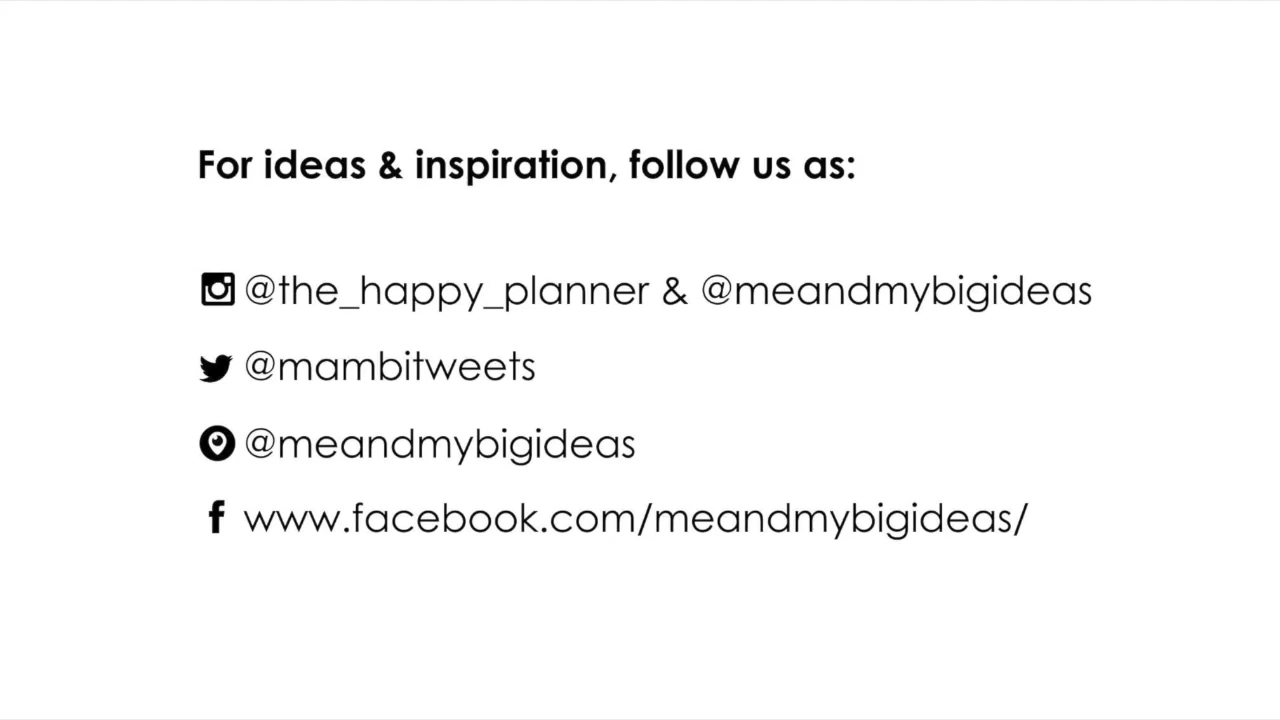 For ideas & inspiration, follow us as:
@the_happy_planner & @meandmybigideas
@mambitweets
@meandmybigideas
www.facebook.com/meandmybigideas/